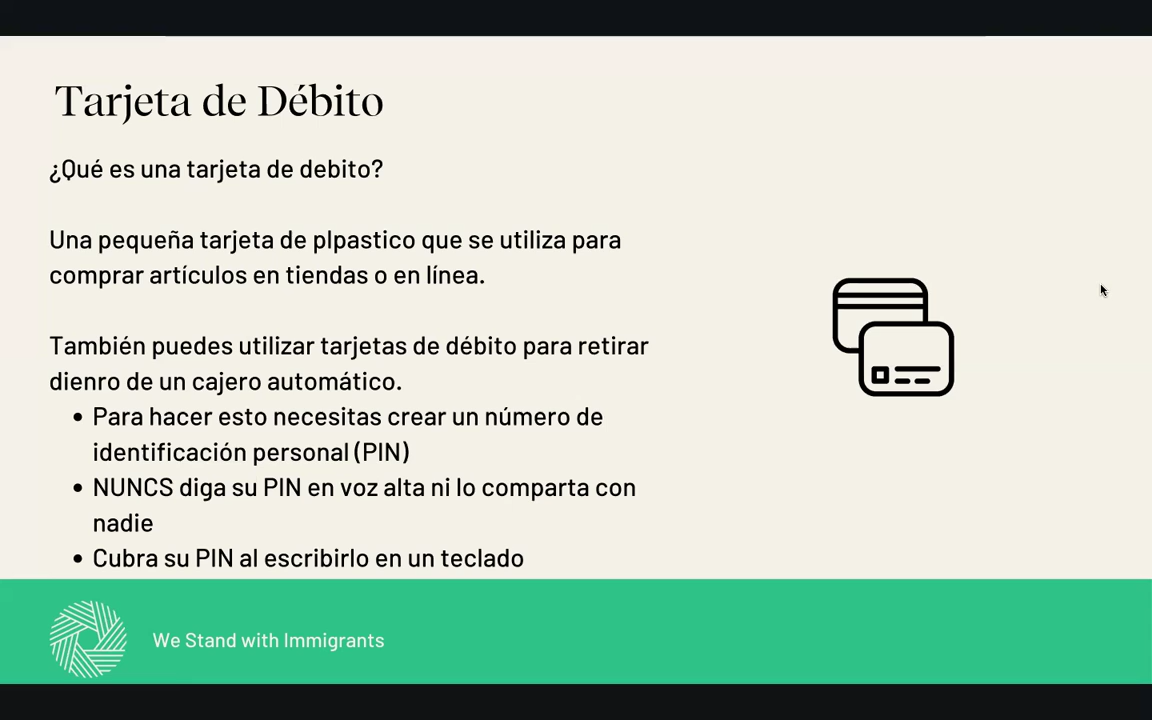 Tarjeta de Débito
¿Qué es una tarjeta de debito?
Una pequeña tarjeta de plpastico que se utiliza para
comprar artículos en tiendas o en línea.
También puedes utilizar tarjetas de débito para retirar
dienro de un cajero automático.
• Para hacer esto necesitas crear un número de
identificación personal (PIN)
• NUNCS diga su PIN en voz alta ni lo comparta con
nadie
• Cubra su PIN al escribirlo en un teclado
We Stand with Immigrants